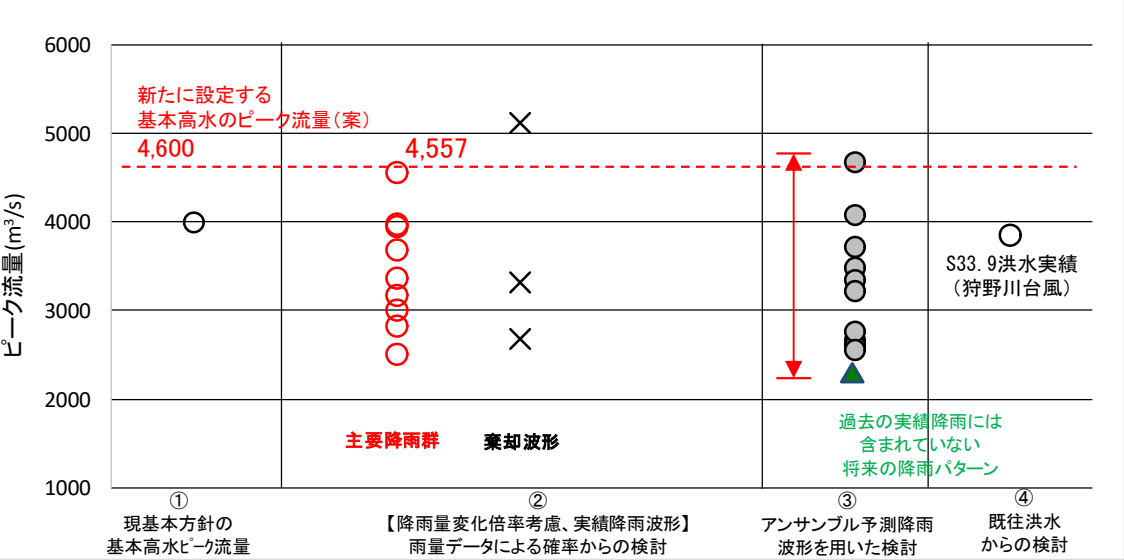 6000
5000
4000
3000
2000
1000
ピーク流量(m³/s)
新たに設定する
基本高水のピーク流量(案)
4,600
4,557
S33.9洪水実績
(狩野川台風)
主要降雨群
棄却波形
過去の実績降雨には
含まれていない
将来の降雨パターン
①
現基本方針の
基本高水ピーク流量
②
【降雨量変化倍率考慮、実績降雨波形】
雨量データによる確率からの検討
③
アンサンブル予測降雨
波形を用いた検討
④
既往洪水
からの検討